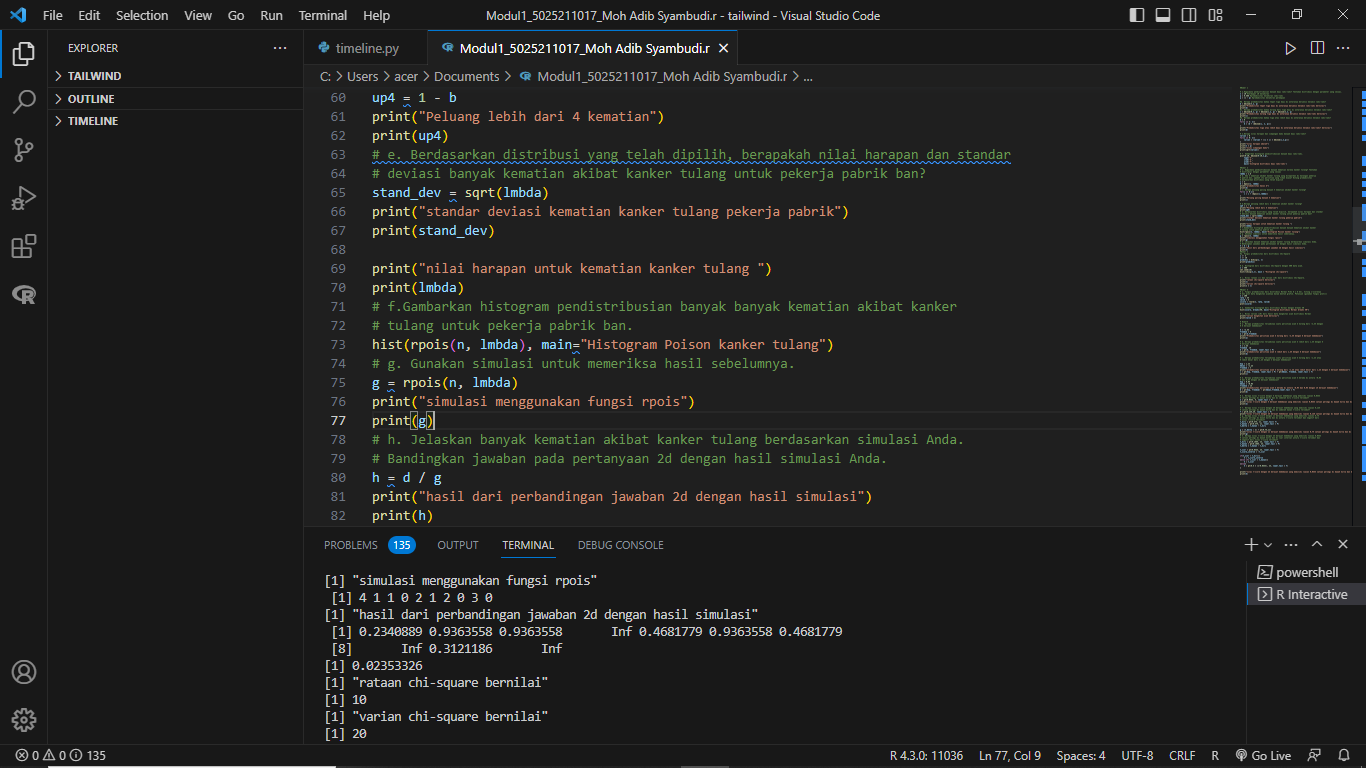 File Edit Selection View Go Run Terminal Help Modul1_5025211017_Moh Adib Syambudi.r - tailwind - Visual Studio Code
EXPLORER
TAILWIND
OUTLINE
TIMELINE
timeline.py Modul1_5025211017_Moh Adib Syambudi.r
C: > Users > acer > Documents > Modul1_5025211017_Moh Adib Syambudi.r > ...
60 up4 = 1 - b
61 print("Peluang lebih dari 4 kematian")
62 print(up4)
63 # e. Berdasarkan distribusi yang telah dipilih, berapakah nilai harapan dan standar
64 # deviasi banyak kematian akibat kanker tulang untuk pekerja pabrik ban?
65 stand_dev = sqrt(lmbda)
66 print("standar deviasi kematian kanker tulang pekerja pabrik")
67 print(stand_dev)
68
69 print("nilai harapan untuk kematian kanker tulang ")
70 print(lmbda)
71 # f.Gambarkan histogram pendistribusian banyak banyak kematian akibat kanker
72 # tulang untuk pekerja pabrik ban.
73 hist(rpois(n, lmbda), main="Histogram Poison kanker tulang")
74 # g. Gunakan simulasi untuk memeriksa hasil sebelumnya.
75 g = rpois(n, lmbda)
76 print("simulasi menggunakan fungsi rpois")
77 print(g)
78 # h. Jelaskan banyak kematian akibat kanker tulang berdasarkan simulasi Anda.
79 # Bandingkan jawaban pada pertanyaan 2d dengan hasil simulasi Anda.
80 h = d / g
81 print("hasil dari perbandingan jawaban 2d dengan hasil simulasi")
82 print(h)
PROBLEMS 135 OUTPUT TERMINAL DEBUG CONSOLE
[1] "simulasi menggunakan fungsi rpois"
[1] 4 1 1 0 2 1 2 0 3 0
[1] "hasil dari perbandingan jawaban 2d dengan hasil simulasi"
[1] 0.2340889 0.9363558 0.9363558 Inf 0.4681779 0.9363558 0.4681779
[8] Inf 0.3121186 Inf
[1] 0.02353326
[1] "rataan chi-square bernilai"
[1] 10
[1] "varian chi-square bernilai"
[1] 20
powershell
R Interactive
0 0 135 R 4.3.0: 11036 Ln 77, Col 9 Spaces: 4 UTF-8 CRLF R Go Live